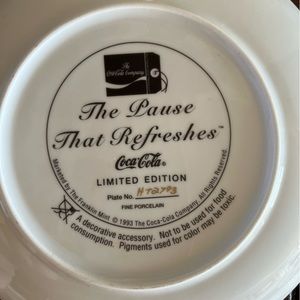 The
Coca-Cola Company
The Pause
That Refreshes™
Coca-Cola®
LIMITED EDITION
Plate No.
FINE PORCELAIN
Marketed by The Franklin Mint © 1993 The Coca-Cola Company. All Rights Reserved.
A decorative accessory. Not to be used for food
consumption. Pigments used for color may be toxic.